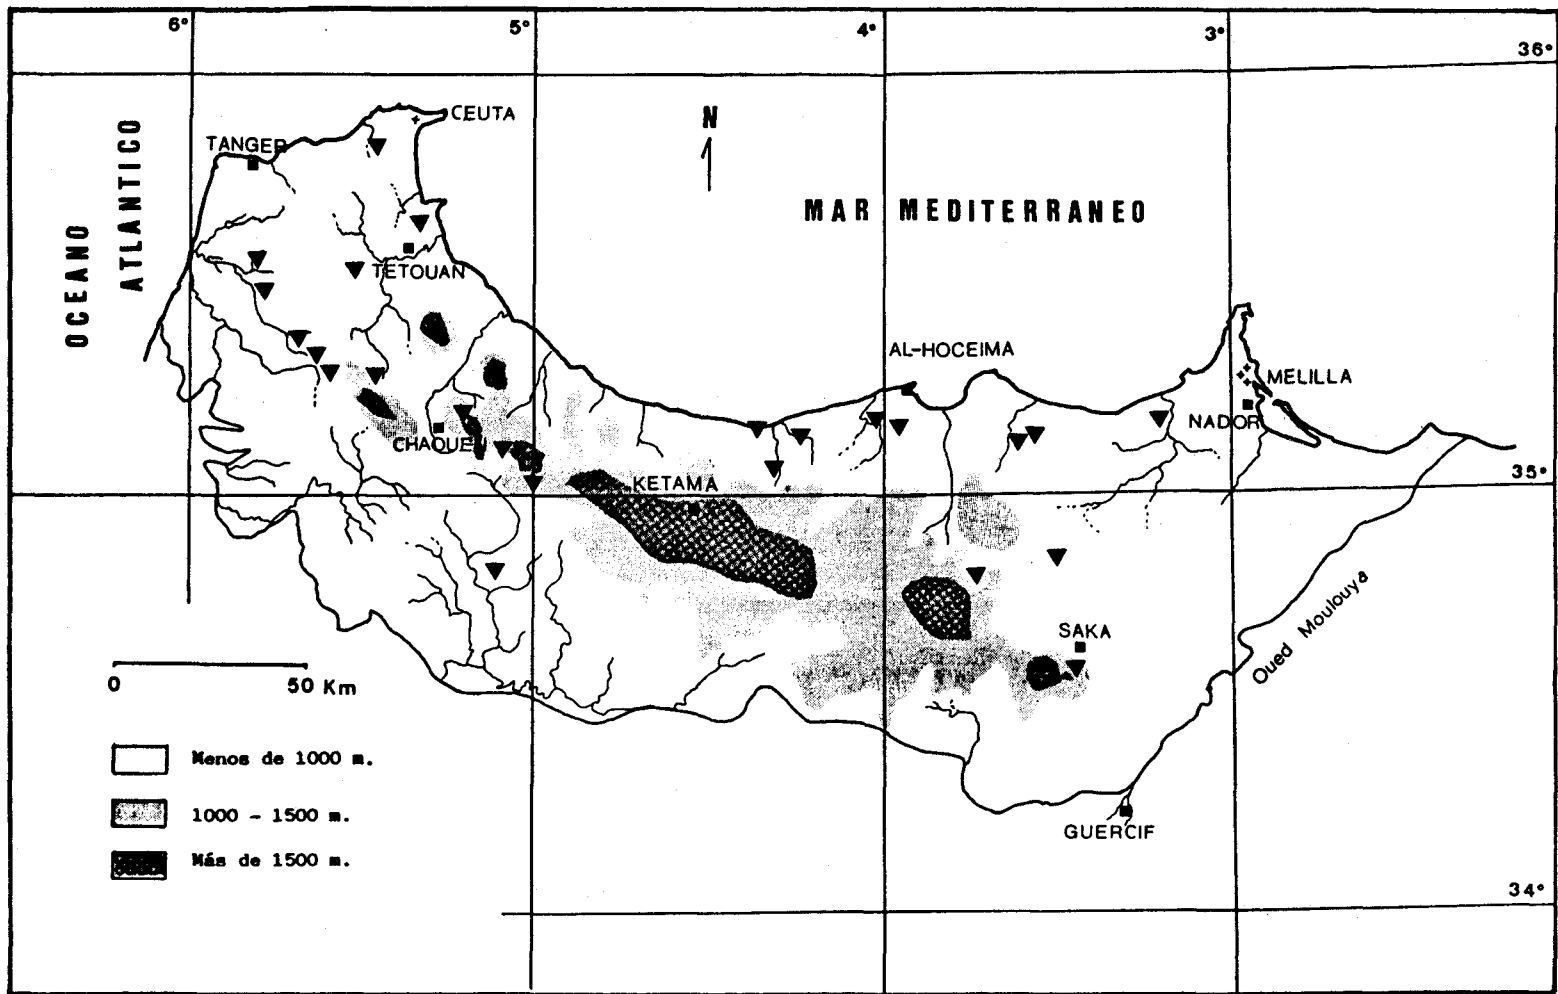 6°
5°
4°
3°
36°
CEUTA
TANGER
N
OCEANO
ATLANTICO
MAR MEDITERRANEO
TETOUAN
AL-HOCEIMA
MELILLA
NADOR
CHAOUEN
KETAMA
35°
SAKA
Oued Moulouya
0 50 Km
Menos de 1000 m.
1000 - 1500 m.
Más de 1500 m.
GUERCIF
34°